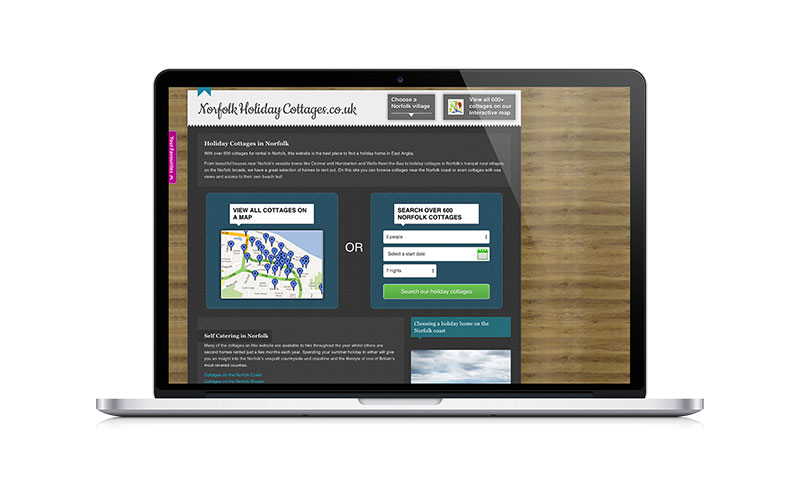 Norfolk Holiday Cottages.co.uk
Choose a
Norfolk village
View all 600+
cottages on our
interactive map
Your Favourites
Holiday Cottages in Norfolk
With over 600 cottages for rental in Norfolk, this website is the best place to find a holiday home in East Anglia.
From beautiful houses near Norfolk's seaside towns like Cromer and Hunstanton and Wells-Next-the-Sea to holiday cottages in Norfolk's tranquil rural villages
on the Norfolk broads, we have a great selection of homes to rent out. On this site you can browse cottages near the Norfolk coast or even cottages with sea
views and access to their own beach hut!
VIEW ALL COTTAGES ON
A MAP
OR
SEARCH OVER 600
NORFOLK COTTAGES
2 people
Select a start date
7 nights
Search our holiday cottages
Self Catering in Norfolk
Many of the cottages on this website are available to hire throughout the year whilst others are
second homes rented just a few months each year. Spending your summer holiday in either will give
you an insight into the Norfolk's unspoilt countryside and coastline and the lifestyle of one of Britain's
most revered counties.
Cottages on the Norfolk Coast
Cottages on the Norfolk Broads
Choosing a holiday home on the
Norfolk coast